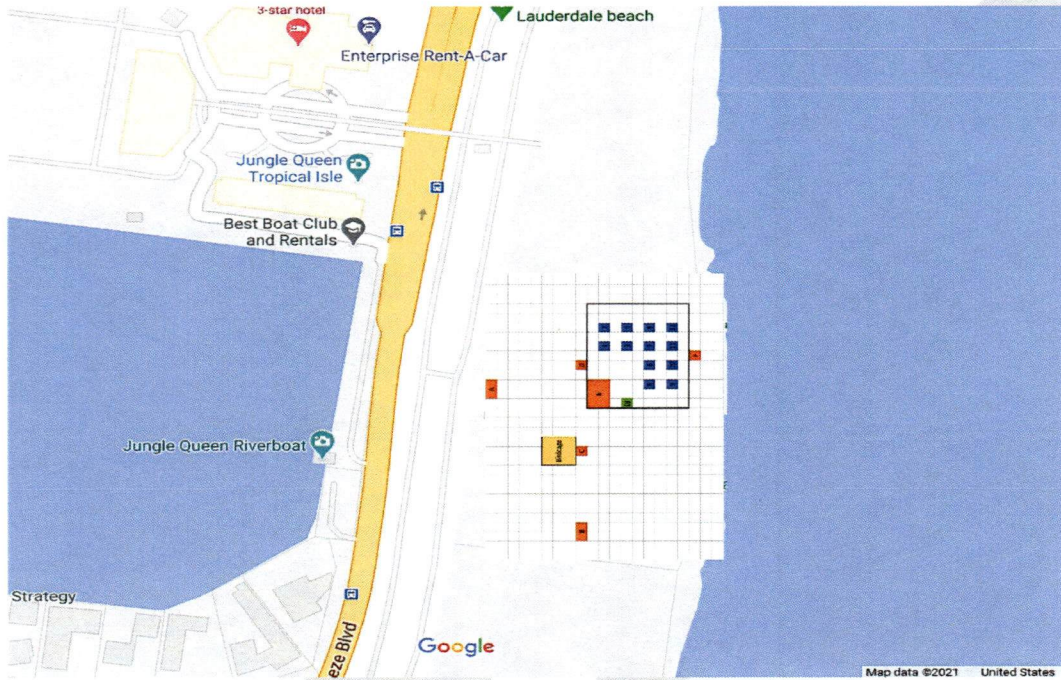 3-star hotel
Lauderdale beach
Enterprise Rent-A-Car
Jungle Queen
Tropical Isle
Best Boat Club
and Rentals
A
C
Jungle Queen Riverboat
Birdcage
Strategy
eze Blvd
Google
Map data ©2021 United States